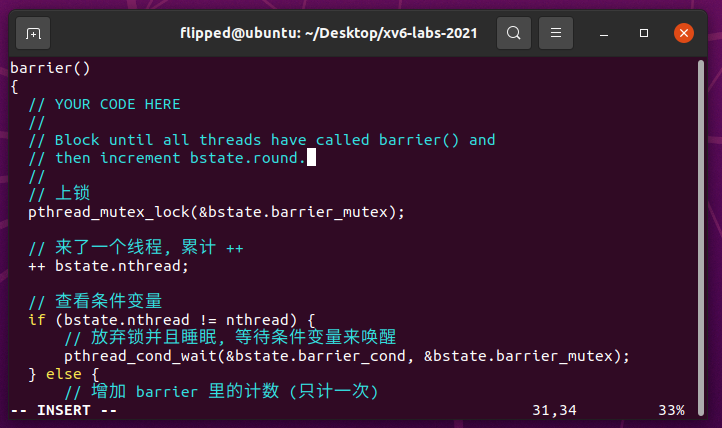 flipped@ubuntu: ~/Desktop/xv6-labs-2021
barrier()
{
  // YOUR CODE HERE
  //
  // Block until all threads have called barrier() and
  // then increment bstate.round.
  //
  // 上锁
  pthread_mutex_lock(&bstate.barrier_mutex);

  // 来了一个线程, 累计 ++
  ++ bstate.nthread;

  // 查看条件变量
  if (bstate.nthread != nthread) {
      // 放弃锁并且睡眠, 等待条件变量来唤醒
      pthread_cond_wait(&bstate.barrier_cond, &bstate.barrier_mutex);
  } else {
      // 增加 barrier 里的计数 (只计一次)
-- INSERT -- 31,34 33%